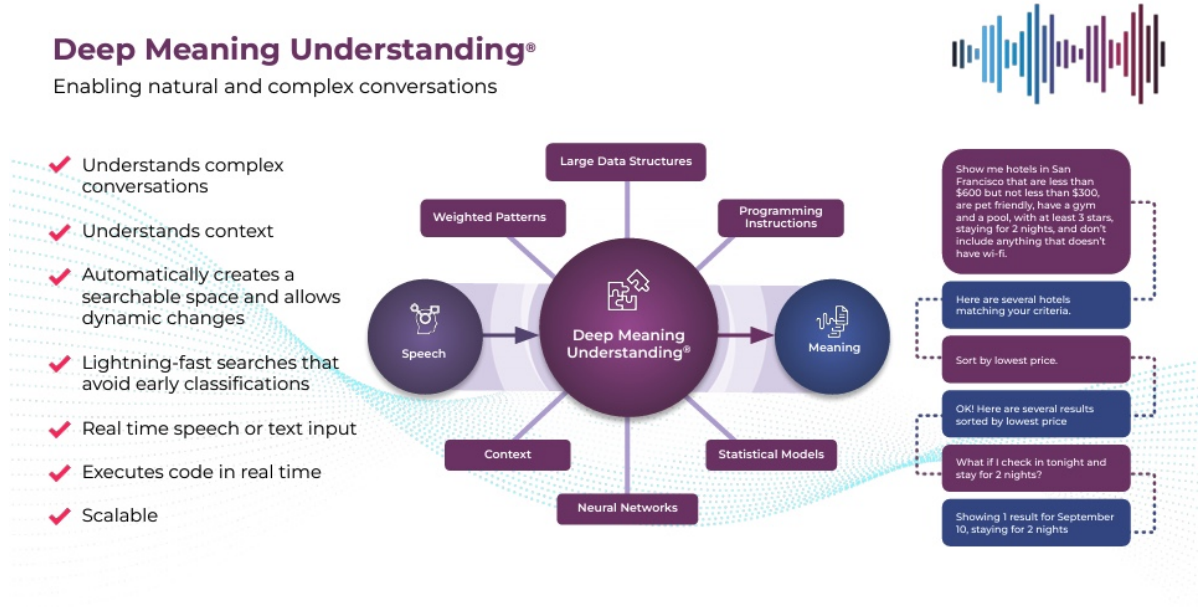 Deep Meaning Understanding®
Enabling natural and complex conversations
Understands complex
conversations
Understands context
Automatically creates a
searchable space and allows
dynamic changes
Lightning-fast searches that
avoid early classifications
Real time speech or text input
Executes code in real time
Scalable
Large Data Structures
Weighted Patterns
Programming
Instructions
Speech
Deep Meaning
Understanding®
Meaning
Context
Statistical Models
Neural Networks
Show me hotels in San
Francisco that are less than
$600 but not less than $300,
are pet friendly, have a gym
and a pool, with at least 3 stars,
staying for 2 nights, and don't
include anything that doesn't
have wi-fi.
Here are several hotels
matching your criteria.
Sort by lowest price.
OK! Here are several results
sorted by lowest price
What if I check in tonight and
stay for 2 nights?
Showing 1 result for September
10, staying for 2 nights